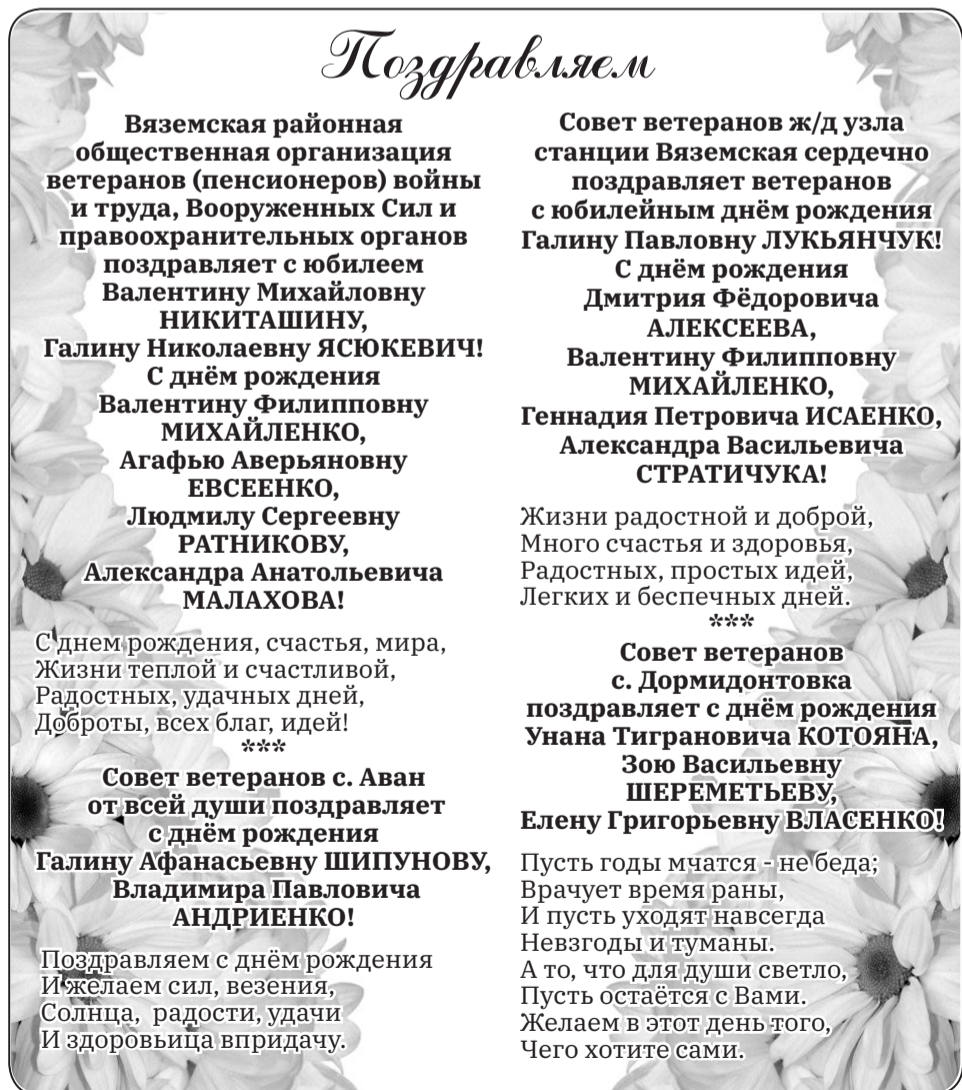 Поздравляем
Вяземская районная
общественная организация
ветеранов (пенсионеров) войны
и труда, Вооруженных Сил и
правоохранительных органов
поздравляет с юбилеем
Валентину Михайловну
НИКИТАШИНУ,
Галину Николаевну ЯСЮКЕВИЧ!
С днём рождения
Валентину Филипповну
МИХАЙЛЕНКО,
Агафью Аверьяновну
ЕВСЕЕНКО,
Людмилу Сергеевну
РАТНИКОВУ,
Александра Анатольевича
МАЛАХОВА!
С днем рождения, счастья, мира,
Жизни теплой и счастливой,
Радостных, удачных дней,
Доброты, всех благ, идей!
***
Совет ветеранов с. Аван
от всей души поздравляет
с днём рождения
Галину Афанасьевну ШИПУНОВУ,
Владимира Павловича
АНДРИЕНКО!
Поздравляем с днём рождения
И желаем сил, везения,
Солнца, радости, удачи
И здоровьица впридачу.
Совет ветеранов ж/д узла
станции Вяземская сердечно
поздравляет ветеранов
с юбилейным днём рождения
Галину Павловну ЛУКЬЯНЧУК!
С днём рождения
Дмитрия Фёдоровича
АЛЕКСЕЕВА,
Валентину Филипповну
МИХАЙЛЕНКО,
Геннадия Петровича ИСАЕНКО,
Александра Васильевича
СТРАТИЧУКА!
Жизни радостной и доброй,
Много счастья и здоровья,
Радостных, простых идей,
Легких и беспечных дней.
***
Совет ветеранов
с. Дормидонтовка
поздравляет с днём рождения
Унана Тиграновича КОТОЯНА,
Зою Васильевну
ШЕРЕМЕТЬЕВУ,
Елену Григорьевну ВЛАСЕНКО!
Пусть годы мчатся - не беда;
Врачует время раны,
И пусть уходят навсегда
Невзгоды и туманы.
А то, что для души светло,
Пусть остаётся с Вами.
Желаем в этот день того,
Чего хотите сами.